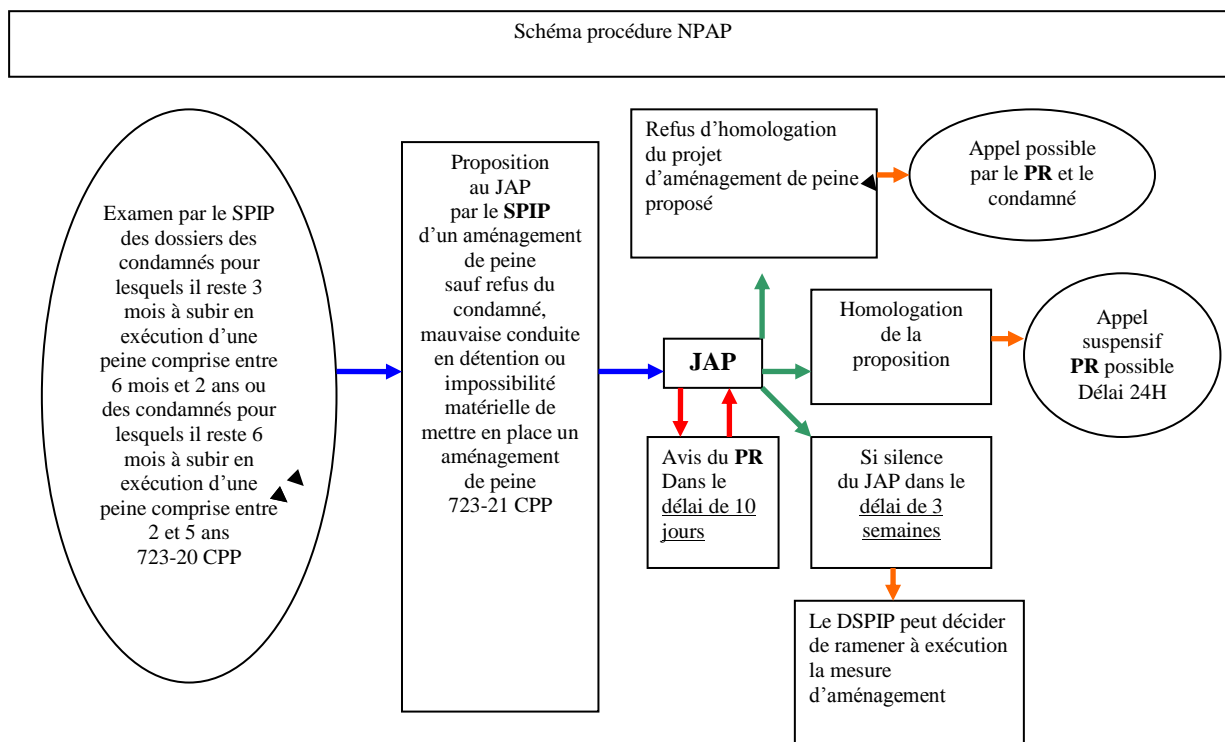 Schéma procédure NPAP
Examen par le SPIP
des dossiers des
condamnés pour
lesquels il reste 3
mois à subir en
exécution d’une
peine comprise entre
6 mois et 2 ans ou
des condamnés pour
lesquels il reste 6
mois à subir en
exécution d’une
peine comprise entre
2 et 5 ans
723-20 CPP
Proposition
au JAP
par le SPIP
d’un aménagement
de peine
sauf refus du
condamné,
mauvaise conduite
en détention ou
impossibilité
matérielle de
mettre en place un
aménagement
de peine
723-21 CPP
JAP
Avis du PR
Dans le
délai de 10
jours
Refus d’homologation
du projet
d’aménagement de peine
proposé
Appel possible
par le PR et le
condamné
Homologation
de la
proposition
Appel
suspensif
PR possible
Délai 24H
Si silence
du JAP dans le
délai de 3
semaines
Le DSPIP peut décider
de ramener à exécution
la mesure
d’aménagement